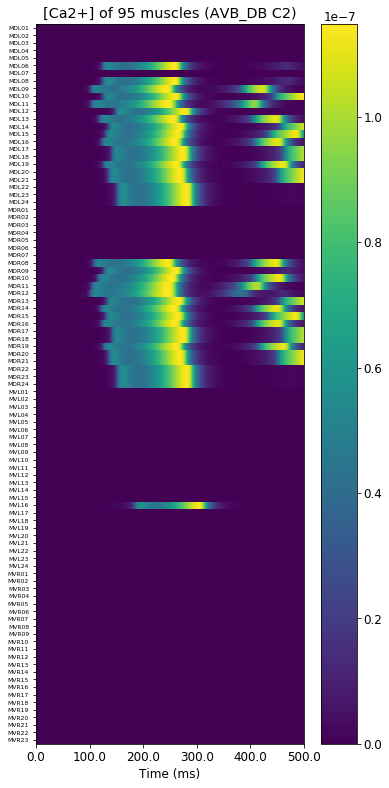 [Ca2+] of 95 muscles (AVB_DB C2)
1e−7
MDL01
MDL02
MDL03
MDL04
MDL05
MDL06
MDL07
MDL08
MDL09
MDL10
MDL11
MDL12
MDL13
MDL14
MDL15
MDL16
MDL17
MDL18
MDL19
MDL20
MDL21
MDL22
MDL23
MDL24
MDR01
MDR02
MDR03
MDR04
MDR05
MDR06
MDR07
MDR08
MDR09
MDR10
MDR11
MDR12
MDR13
MDR14
MDR15
MDR16
MDR17
MDR18
MDR19
MDR20
MDR21
MDR22
MDR23
MDR24
MVL01
MVL02
MVL03
MVL04
MVL05
MVL06
MVL07
MVL08
MVL09
MVL10
MVL11
MVL12
MVL13
MVL14
MVL15
MVL16
MVL17
MVL18
MVL19
MVL20
MVL21
MVL22
MVL23
MVL24
MVR01
MVR02
MVR03
MVR04
MVR05
MVR06
MVR07
MVR08
MVR09
MVR10
MVR11
MVR12
MVR13
MVR14
MVR15
MVR16
MVR17
MVR18
MVR19
MVR20
MVR21
MVR22
MVR23
0.0 100.0 200.0 300.0 400.0 500.0
Time (ms)
1.0
0.8
0.6
0.4
0.2
0.0